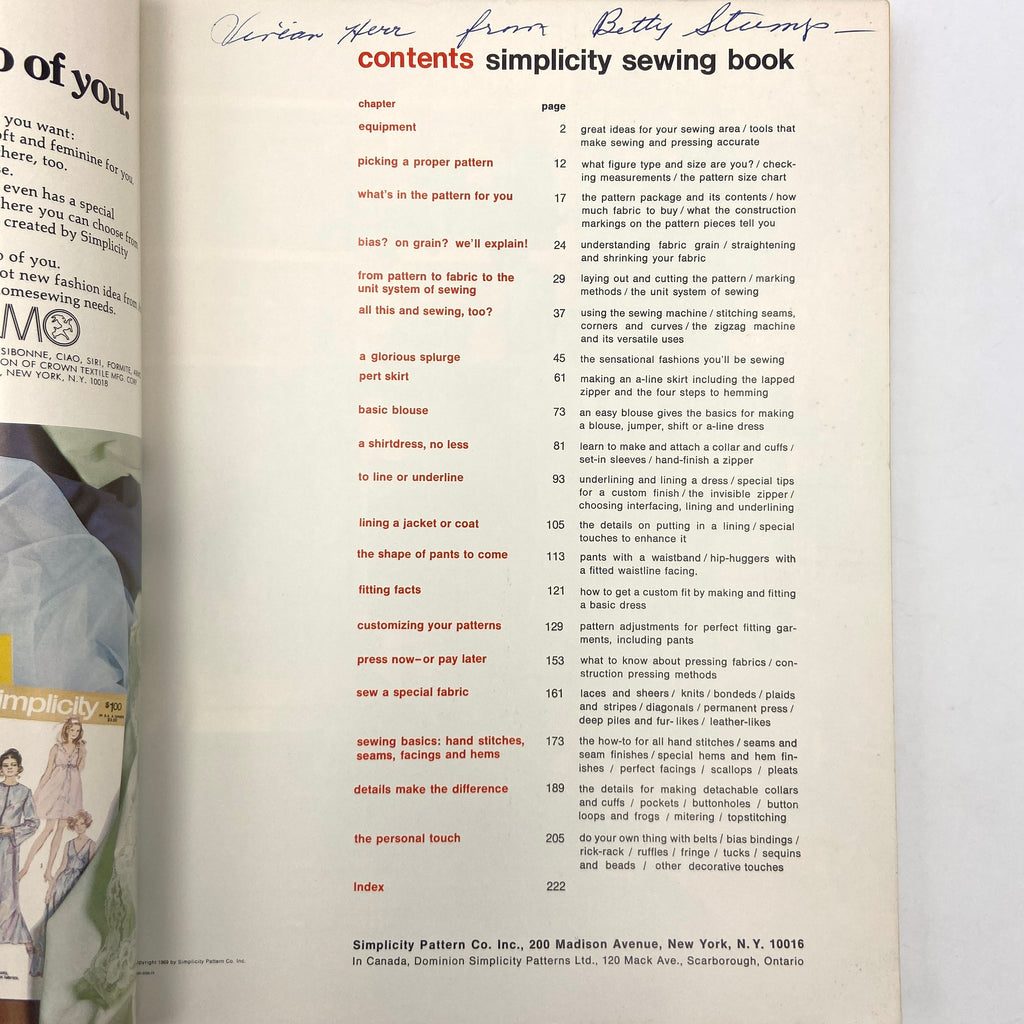 o of you.
you want:
oft and feminine for you.
here, too.
se.
even has a special
here you can choose from
created by Simplicity
o of you.
ot new fashion idea from
omesewing needs.
SIBONNE, CIAO, SIRI, FORMITE,
ON OF CROWN TEXTILE MFG. CORP.
, NEW YORK, N.Y. 10018
implicity $1.00
Vivian Herr from Betty Stump
contents simplicity sewing book
chapter page
equipment 2 great ideas for your sewing area / tools that
make sewing and pressing accurate
picking a proper pattern 12 what figure type and size are you? / check-
ing measurements / the pattern size chart
what's in the pattern for you 17 the pattern package and its contents / how
much fabric to buy / what the construction
markings on the pattern pieces tell you
bias? on grain? we'll explain! 24 understanding fabric grain / straightening
and shrinking your fabric
from pattern to fabric to the 29 laying out and cutting the pattern / marking
unit system of sewing methods / the unit system of sewing
all this and sewing, too? 37 using the sewing machine / stitching seams,
corners and curves / the zigzag machine
and its versatile uses
a glorious splurge 45 the sensational fashions you'll be sewing
pert skirt 61 making an a-line skirt including the lapped
zipper and the four steps to hemming
basic blouse 73 an easy blouse gives the basics for making
a blouse, jumper, shift or a-line dress
a shirtdress, no less 81 learn to make and attach a collar and cuffs /
set-in sleeves / hand-finish a zipper
to line or underline 93 underlining and lining a dress / special tips
for a custom finish / the invisible zipper /
choosing interfacing, lining and underlining
lining a jacket or coat 105 the details on putting in a lining / special
touches to enhance it
the shape of pants to come 113 pants with a waistband / hip-huggers with
a fitted waistline facing.
fitting facts 121 how to get a custom fit by making and fitting
a basic dress
customizing your patterns 129 pattern adjustments for perfect fitting gar-
ments, including pants
press now–or pay later 153 what to know about pressing fabrics / con-
struction pressing methods
sew a special fabric 161 laces and sheers / knits / bondeds / plaids
and stripes / diagonals / permanent press /
deep piles and fur-likes / leather-likes
sewing basics: hand stitches, 173 the how-to for all hand stitches / seams and
seams, facings and hems seam finishes / special hems and hem fin-
ishes / perfect facings / scallops / pleats
details make the difference 189 the details for making detachable collars
and cuffs / pockets / buttonholes / button
loops and frogs / mitering / topstitching
the personal touch 205 do your own thing with belts / bias bindings /
rick-rack / ruffles / fringe / tucks / sequins
and beads / other decorative touches
Index 222
Simplicity Pattern Co. Inc., 200 Madison Avenue, New York, N. Y. 10016
In Canada, Dominion Simplicity Patterns Ltd., 120 Mack Ave., Scarborough, Ontario
opyright 1969 by Simplicity Pattern Co. Inc.